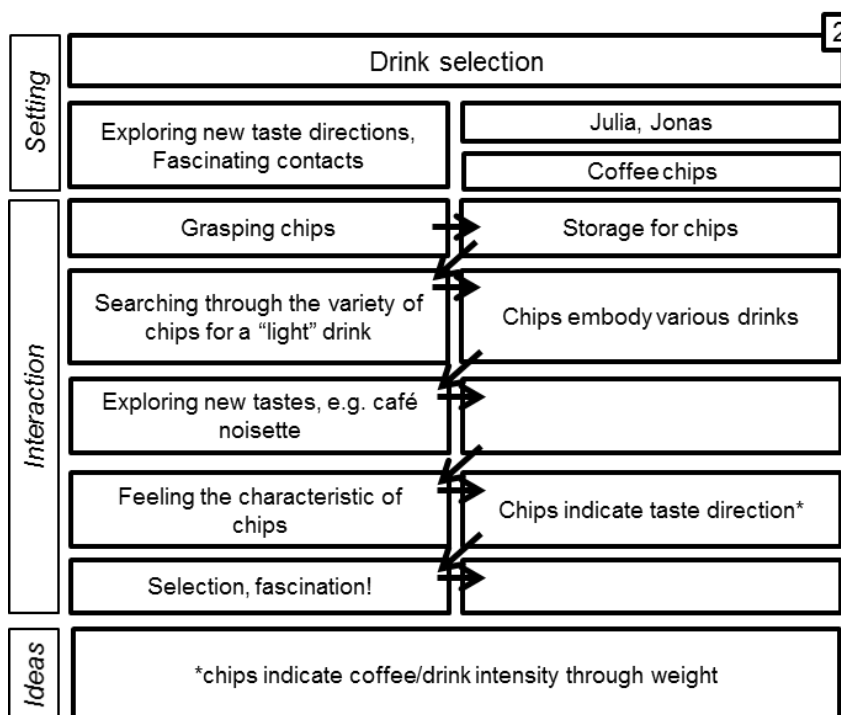 2
Setting
Drink selection
Exploring new taste directions,
Fascinating contacts
Julia, Jonas
Coffee chips
Interaction
Grasping chips
Storage for chips
Searching through the variety of
chips for a “light” drink
Chips embody various drinks
Exploring new tastes, e.g. café
noisette
Feeling the characteristic of
chips
Chips indicate taste direction*
Selection, fascination!
Ideas
*chips indicate coffee/drink intensity through weight